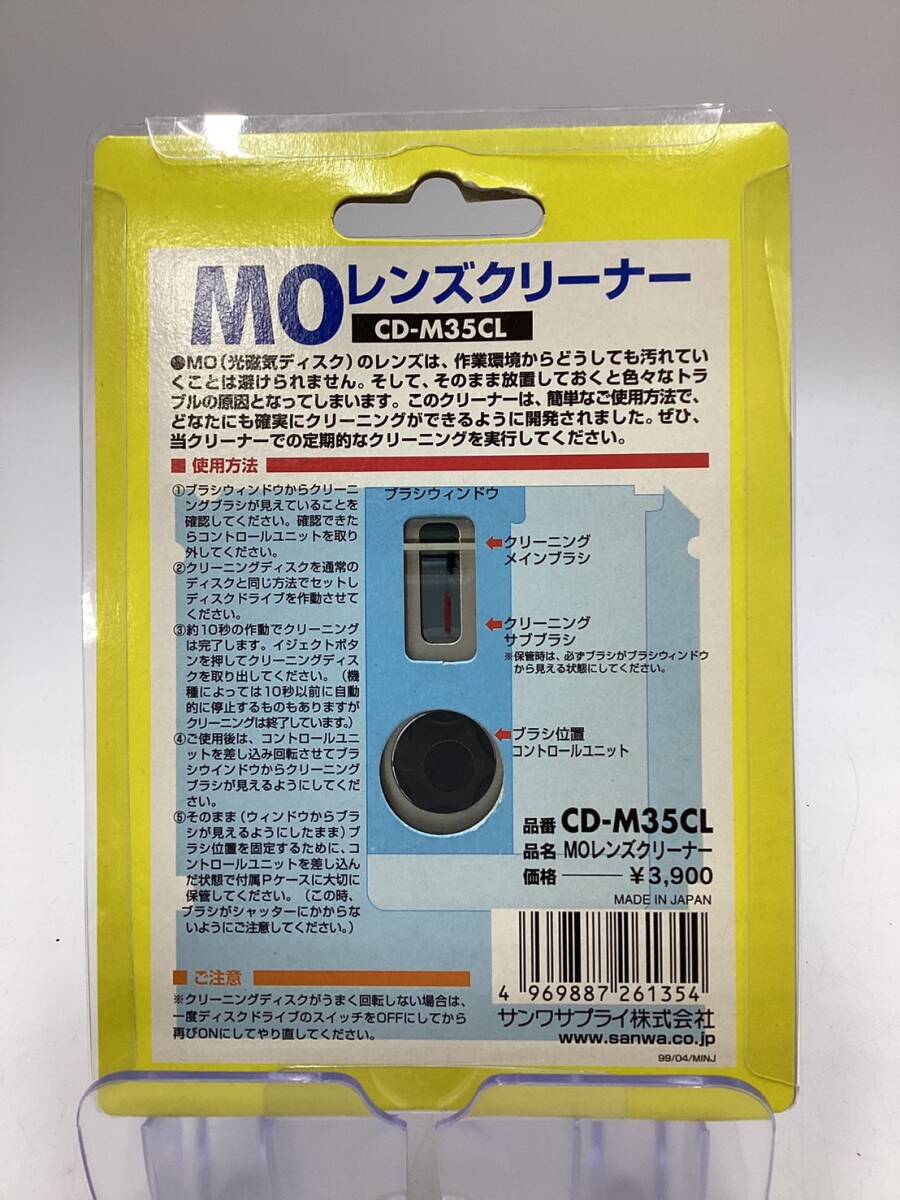 MOレンズクリーナー
CD-M35CL
●MO(光磁気ディスク)のレンズは、作業環境からどうしても汚れてい
くことは避けられません。そして、そのまま放置しておくと色々なトラ
ブルの原因となってしまいます。このクリーナーは、簡単なご使用方法で、
どなたにも確実にクリーニングができるように開発されました。ぜひ、
当クリーナーでの定期的なクリーニングを実行してください。
■使用方法
①ブラシウィンドウからクリーニ
ングブラシが見えていることを
確認してください。確認できた
らコントロールユニットを取り
外してください。
②クリーニングディスクを通常の
ディスクと同じ方法でセットし
ディスクドライブを作動させて
ください。
③約10秒の作動でクリーニング
は完了します。イジェクトボタ
ンを押してクリーニングディス
クを取り出してください。(機
種によっては10秒以前に自動
的に停止するものもありますが
クリーニングは終了しています。)
④ご使用後は、コントロールユニ
ットを差し込み回転させてブラ
シウインドウからクリーニング
ブラシが見えるようにしてくだ
さい。
⑤そのまま(ウィンドウからブラ
シが見えるようにしたまま)ブ
ラシ位置を固定するために、コ
ントロールユニットを差し込ん
だ状態で付属Pケースに大切に
保管してください。(この時、
ブラシがシャッターにかからな
いようにご注意してください。)
ブラシウィンドウ
クリーニング
メインブラシ
クリーニング
サブブラシ
※保管時は、必ずブラシがブラシウィンドウ
から見える状態にしてください。
ブラシ位置
コントロールユニット
品番 CD-M35CL
品名 MOレンズクリーナー
価格 ― ¥3,900
MADE IN JAPAN
4 969887 261354
サンワサプライ株式会社
www.sanwa.co.jp
99/04/MINJ
■ご注意
※クリーニングディスクがうまく回転しない場合は、
一度ディスクドライブのスイッチをOFFにしてから
再びONにしてやり直してください。